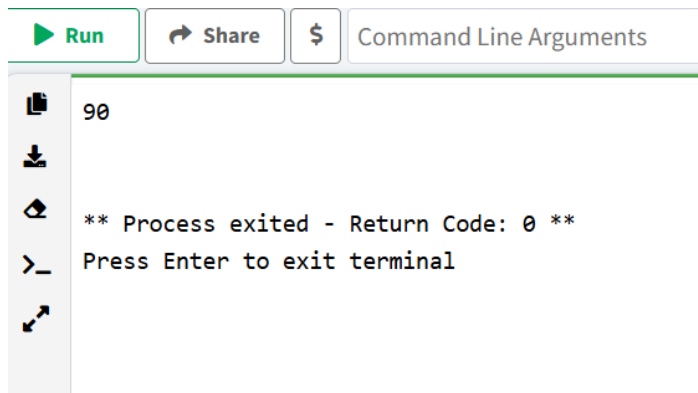 Run Share $ Command Line Arguments
90
** Process exited - Return Code: 0 **
Press Enter to exit terminal
>_